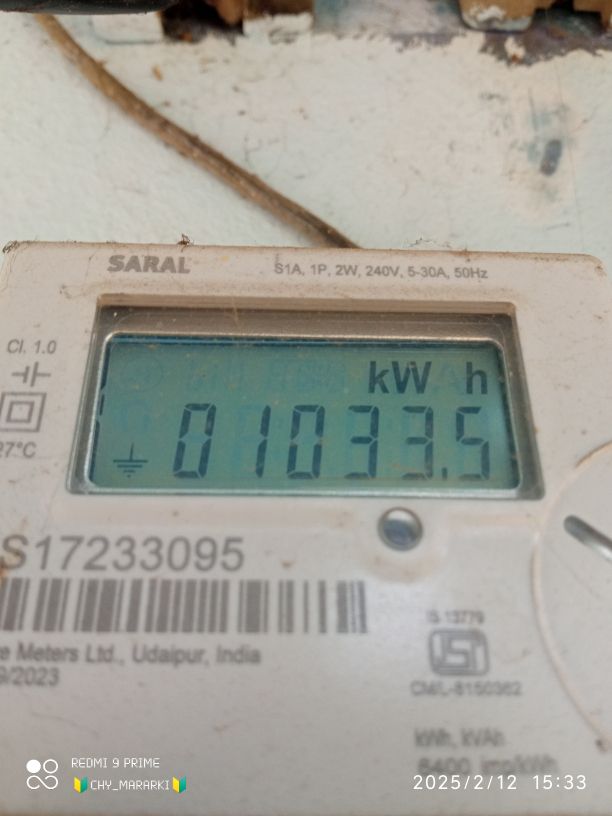 SARAL
S1A, 1P, 2W, 240V, 5-30A, 50Hz
Cl. 1.0
kW h
01033.5
27°C
S17233095
IS 13779
e Meters Ltd., Udaipur, India
9/2023
CM/L-8150362
kWh, kVAh
6400 imp/kWh
REDMI 9 PRIME
CHY_MARARKI
2025/2/12 15:33